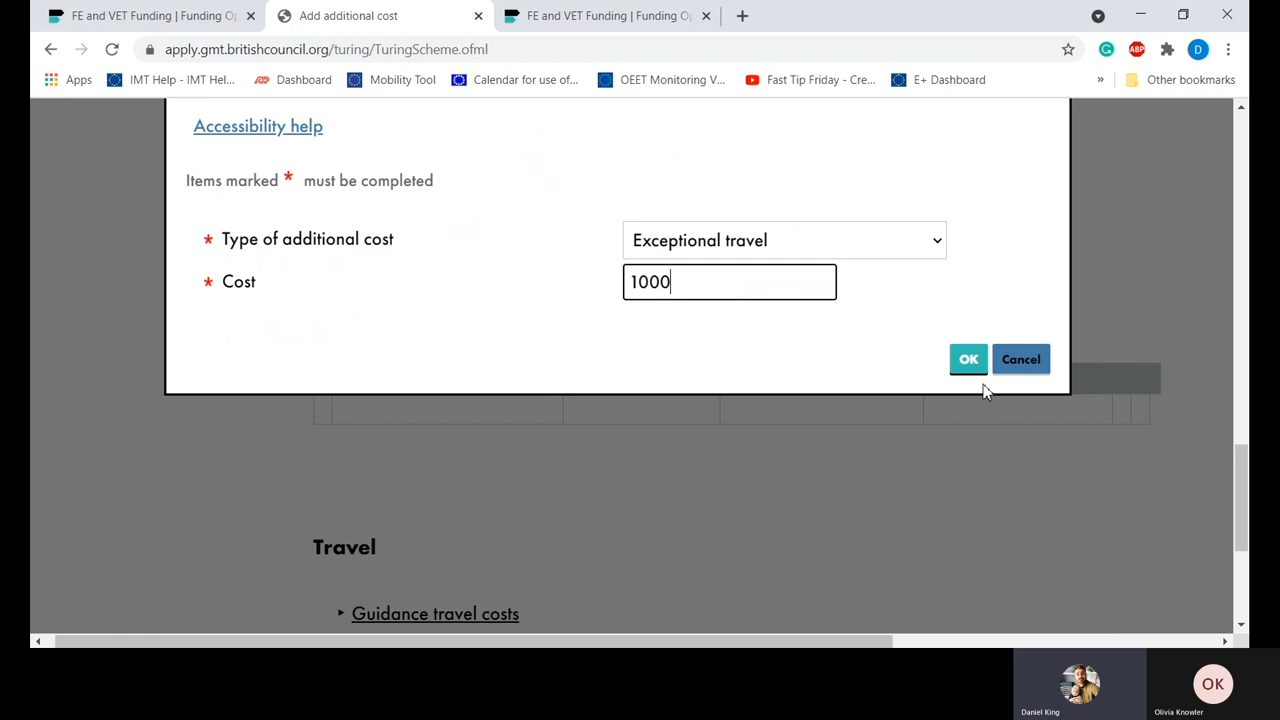 FE and VET Funding | Funding Op
Add additional cost
FE and VET Funding | Funding Op
apply.gmt.britishcouncil.org/turing/TuringScheme.ofml
ABP
D
Apps
IMT Help - IMT Hel...
Dashboard
Mobility Tool
Calendar for use of...
OEET Monitoring V...
Fast Tip Friday - Cre...
E+ Dashboard
»
Other bookmarks
Accessibility help
Items marked * must be completed
* Type of additional cost
Exceptional travel
* Cost
1000
OK
Cancel
Travel
Guidance travel costs
OK
Daniel King
Olivia Knowler